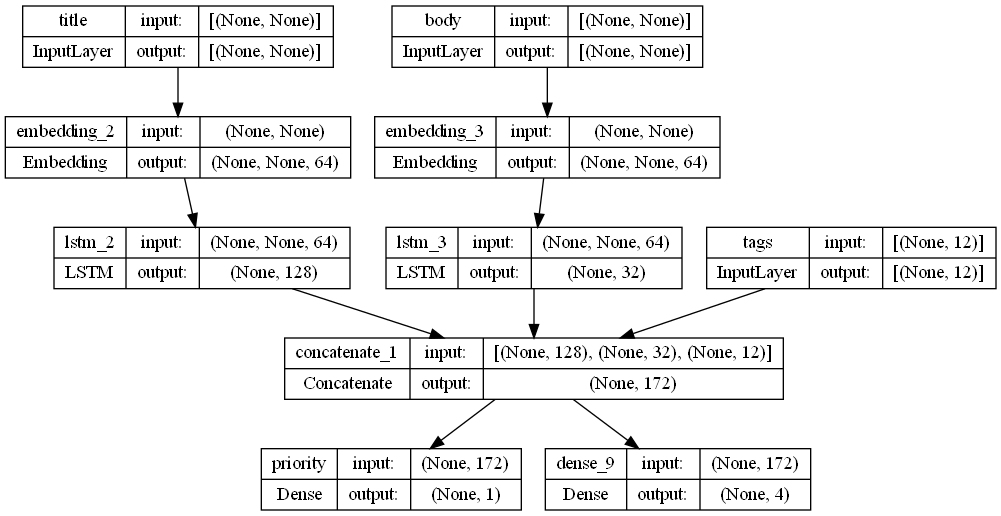 title input: [(None, None)]
InputLayer output: [(None, None)]
body input: [(None, None)]
InputLayer output: [(None, None)]
embedding_2 input: (None, None)
Embedding output: (None, None, 64)
embedding_3 input: (None, None)
Embedding output: (None, None, 64)
lstm_2 input: (None, None, 64)
LSTM output: (None, 128)
lstm_3 input: (None, None, 64)
LSTM output: (None, 32)
tags input: [(None, 12)]
InputLayer output: [(None, 12)]
concatenate_1 input: [(None, 128), (None, 32), (None, 12)]
Concatenate output: (None, 172)
priority input: (None, 172)
Dense output: (None, 1)
dense_9 input: (None, 172)
Dense output: (None, 4)